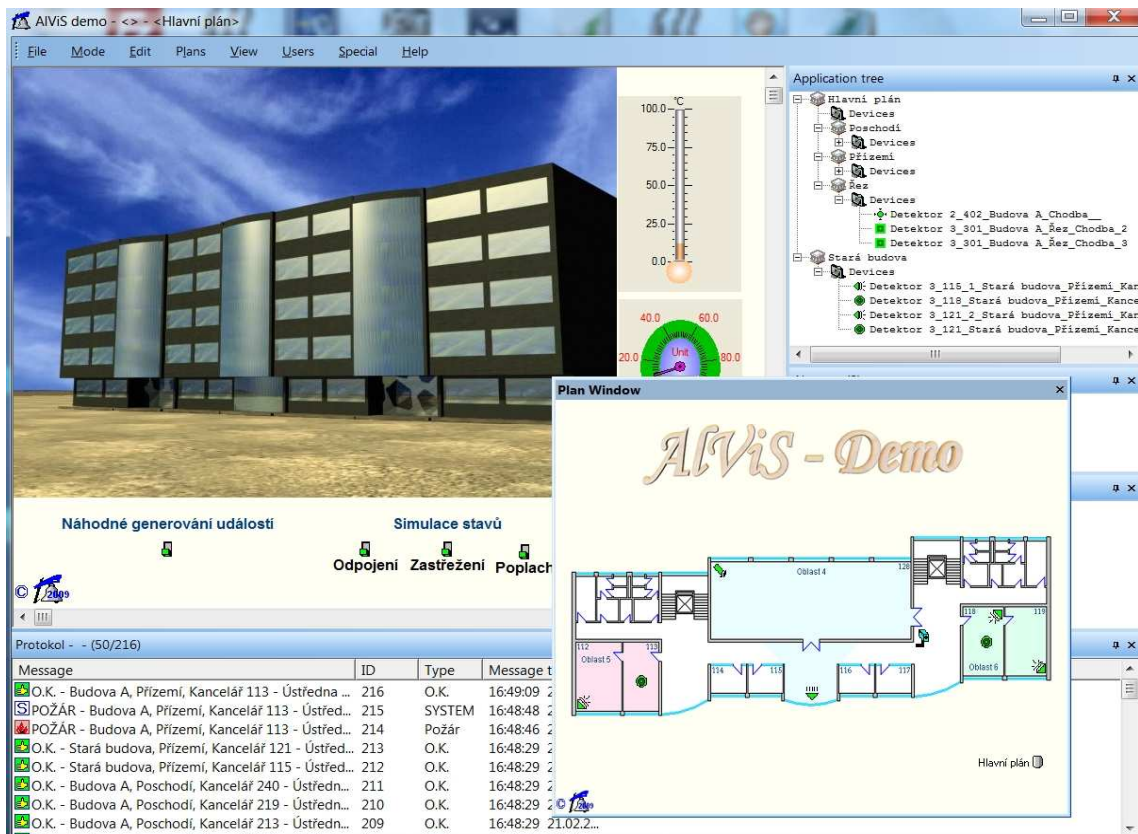 AlViS demo - <> - <Hlavní plán>
File Mode Edit Plans View Users Special Help
°C
100.0
75.0
50.0
25.0
0.0
40.0 60.0
20.0 Unit 80.0
Náhodné generování událostí
Simulace stavů
Odpojení Zastřežení Poplach
© 2009
Application tree
Hlavní plán
Devices
Poschodí
Devices
Přízemí
Devices
Řez
Devices
Detektor 2_402_Budova A_Chodba__
Detektor 3_301_Budova A_Řez_Chodba_2
Detektor 3_301_Budova A_Řez_Chodba_3
Stará budova
Devices
Detektor 3_115_1_Stará budova_Přízemí_Kan
Detektor 3_118_Stará budova_Přízemí_Kance
Detektor 3_121_2_Stará budova_Přízemí_Kan
Detektor 3_121_Stará budova_Přízemí_Kance
Plan Window
AlViS - Demo
Oblast 4 128
112 113
Oblast 5
114 115 116 117
118 119
Oblast 6
Hlavní plán
© 2009
Protokol - - (50/216)
Message ID Type Message t
O.K. - Budova A, Přízemí, Kancelář 113 - Ústředna ... 216 O.K. 16:49:09 2
POŽÁR - Budova A, Přízemí, Kancelář 113 - Ústřed... 215 SYSTEM 16:48:48 2
POŽÁR - Budova A, Přízemí, Kancelář 113 - Ústřed... 214 Požár 16:48:46 2
O.K. - Stará budova, Přízemí, Kancelář 121 - Ústřed... 213 O.K. 16:48:29 2
O.K. - Stará budova, Přízemí, Kancelář 115 - Ústřed... 212 O.K. 16:48:29 2
O.K. - Budova A, Poschodí, Kancelář 240 - Ústředn... 211 O.K. 16:48:29 2
O.K. - Budova A, Poschodí, Kancelář 219 - Ústředn... 210 O.K. 16:48:29 2
O.K. - Budova A, Poschodí, Kancelář 213 - Ústředn... 209 O.K. 16:48:29 21.02.2...